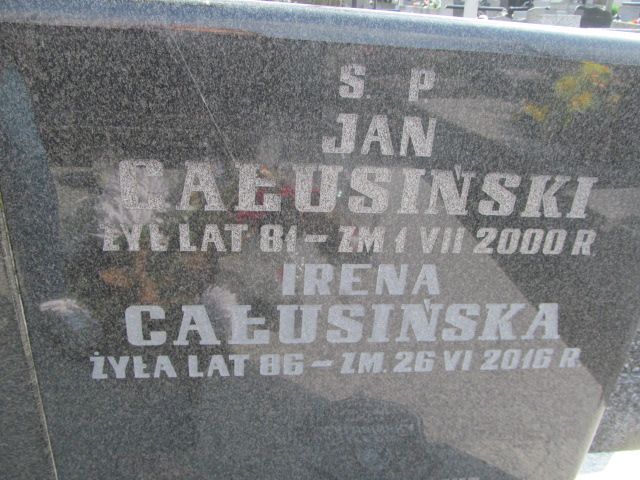 S. P
JAN
CAŁUSIŃSKI
ŻYŁ LAT 81 – ZM. 1 VII 2000 R
IRENA
CAŁUSIŃSKA
ŻYŁA LAT 86 – ZM. 26 VI 2016 R.